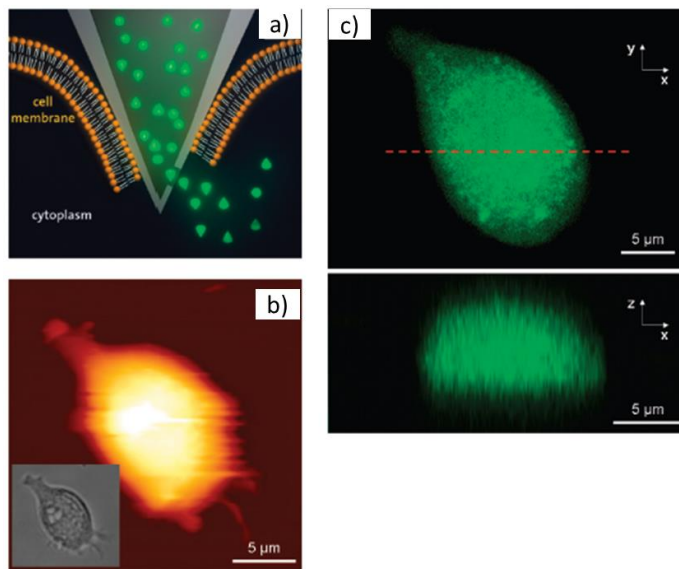 a)
cell
membrane
cytoplasm
b)
5 µm
c)
y
x
5 µm
z
x
5 µm